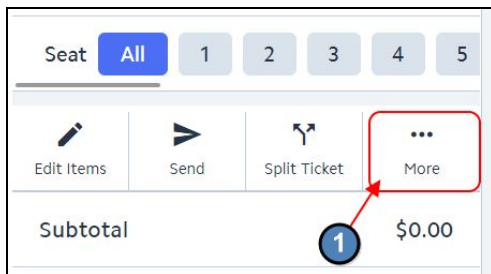 Seat All 1 2 3 4 5
Edit Items Send Split Ticket More
Subtotal $0.00
1